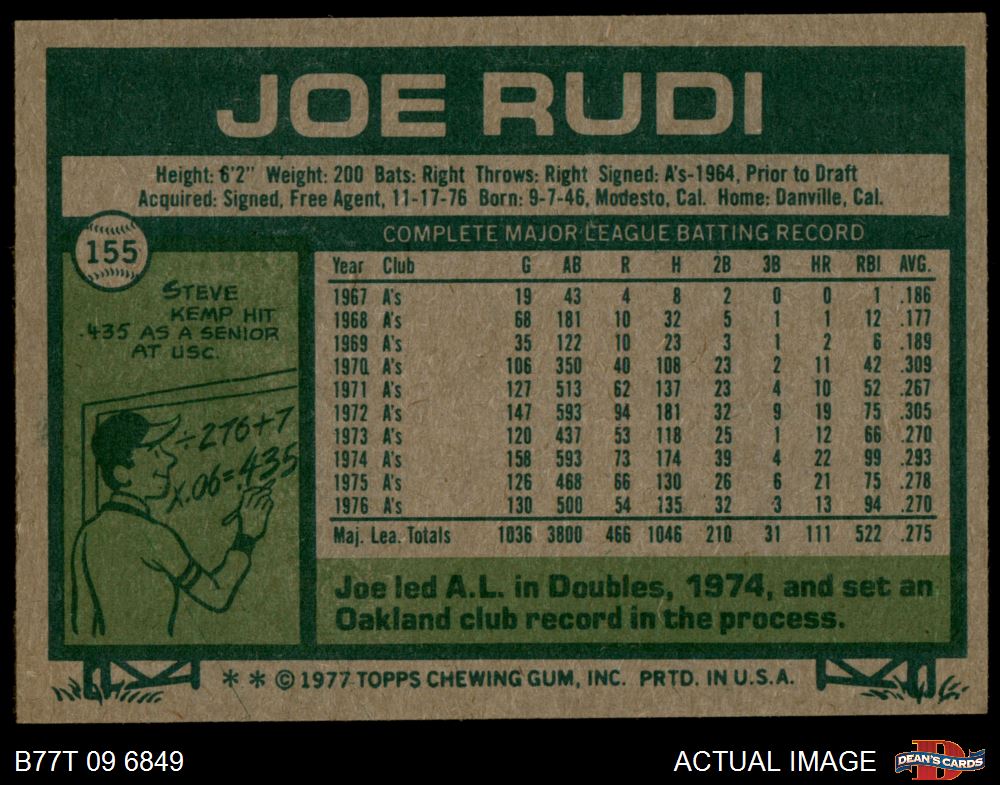 JOE RUDI
Height: 6'2" Weight: 200 Bats: Right Throws: Right Signed: A's-1964, Prior to Draft
Acquired: Signed, Free Agent, 11-17-76 Born: 9-7-46, Modesto, Cal. Home: Danville, Cal.
155
STEVE
KEMP HIT
.435 AS A SENIOR
AT USC.
÷276+7
X.06=.435
COMPLETE MAJOR LEAGUE BATTING RECORD
Year Club G AB R H 2B 3B HR RBI AVG.
1967 A's 19 43 4 8 2 0 0 1 .186
1968 A's 68 181 10 32 5 1 1 12 .177
1969 A's 35 122 10 23 3 1 2 6 .189
1970 A's 106 350 40 108 23 2 11 42 .309
1971 A's 127 513 62 137 23 4 10 52 .267
1972 A's 147 593 94 181 32 9 19 75 .305
1973 A's 120 437 53 118 25 1 12 66 .270
1974 A's 158 593 73 174 39 4 22 99 .293
1975 A's 126 468 66 130 26 6 21 75 .278
1976 A's 130 500 54 135 32 3 13 94 .270
Maj. Lea. Totals 1036 3800 466 1046 210 31 111 522 .275
Joe led A.L. in Doubles, 1974, and set an
Oakland club record in the process.
* * © 1977 TOPPS CHEWING GUM, INC. PRTD. IN U.S.A.
B77T 09 6849
ACTUAL IMAGE
D
DEAN'S CARDS